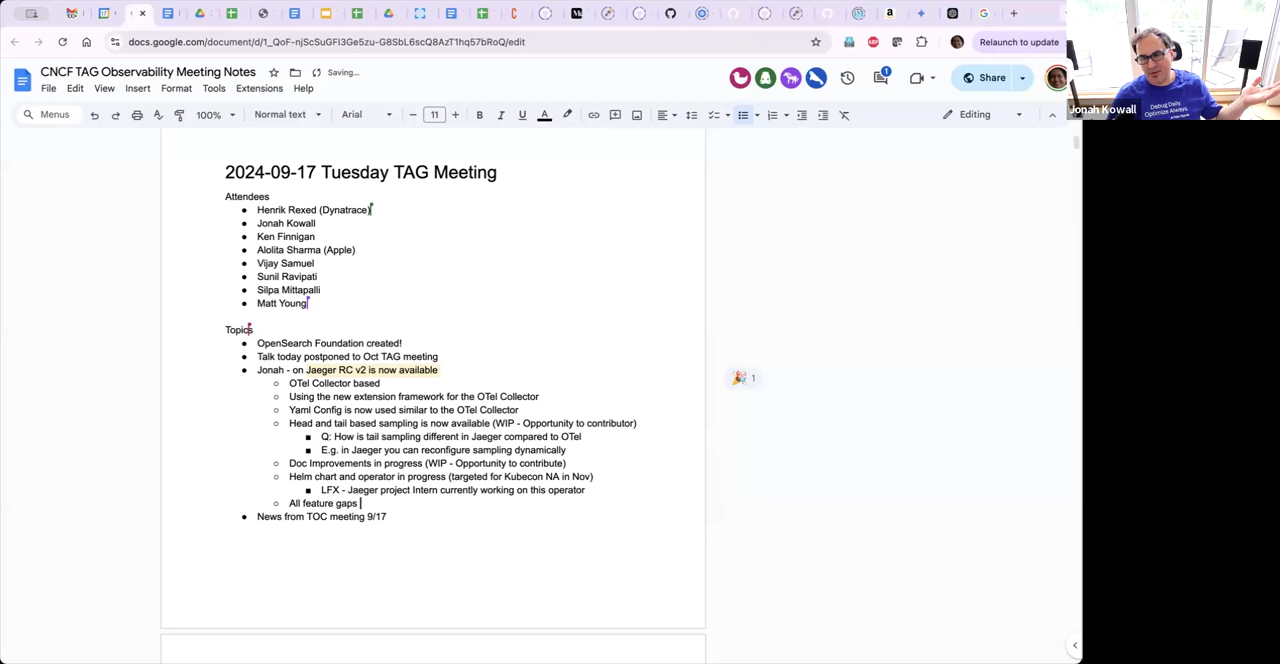 docs.google.com/document/d/1_QoF-njScSuGFl3Ge5zu-G8SbL6scQ8AzT1hq57bRoQ/edit
Relaunch to update
CNCF TAG Observability Meeting Notes
Saving...
File Edit View Insert Format Tools Extensions Help
1
Share
Menus
100%
Normal text
Arial
11
B I U A
Editing
Jonah Kowall
Debug Daily,
Optimize Always.
2024-09-17 Tuesday TAG Meeting
Attendees
● Henrik Rexed (Dynatrace)
● Jonah Kowall
● Ken Finnigan
● Alolita Sharma (Apple)
● Vijay Samuel
● Sunil Ravipati
● Silpa Mittapalli
● Matt Young
Topics
● OpenSearch Foundation created!
● Talk today postponed to Oct TAG meeting
● Jonah - on Jaeger RC v2 is now available
1
○ OTel Collector based
○ Using the new extension framework for the OTel Collector
○ Yaml Config is now used similar to the OTel Collector
○ Head and tail based sampling is now available (WIP - Opportunity to contributor)
■ Q: How is tail sampling different in Jaeger compared to OTel
■ E.g. in Jaeger you can reconfigure sampling dynamically
○ Doc Improvements in progress (WIP - Opportunity to contribute)
○ Helm chart and operator in progress (targeted for Kubecon NA in Nov)
■ LFX - Jaeger project Intern currently working on this operator
○ All feature gaps
● News from TOC meeting 9/17